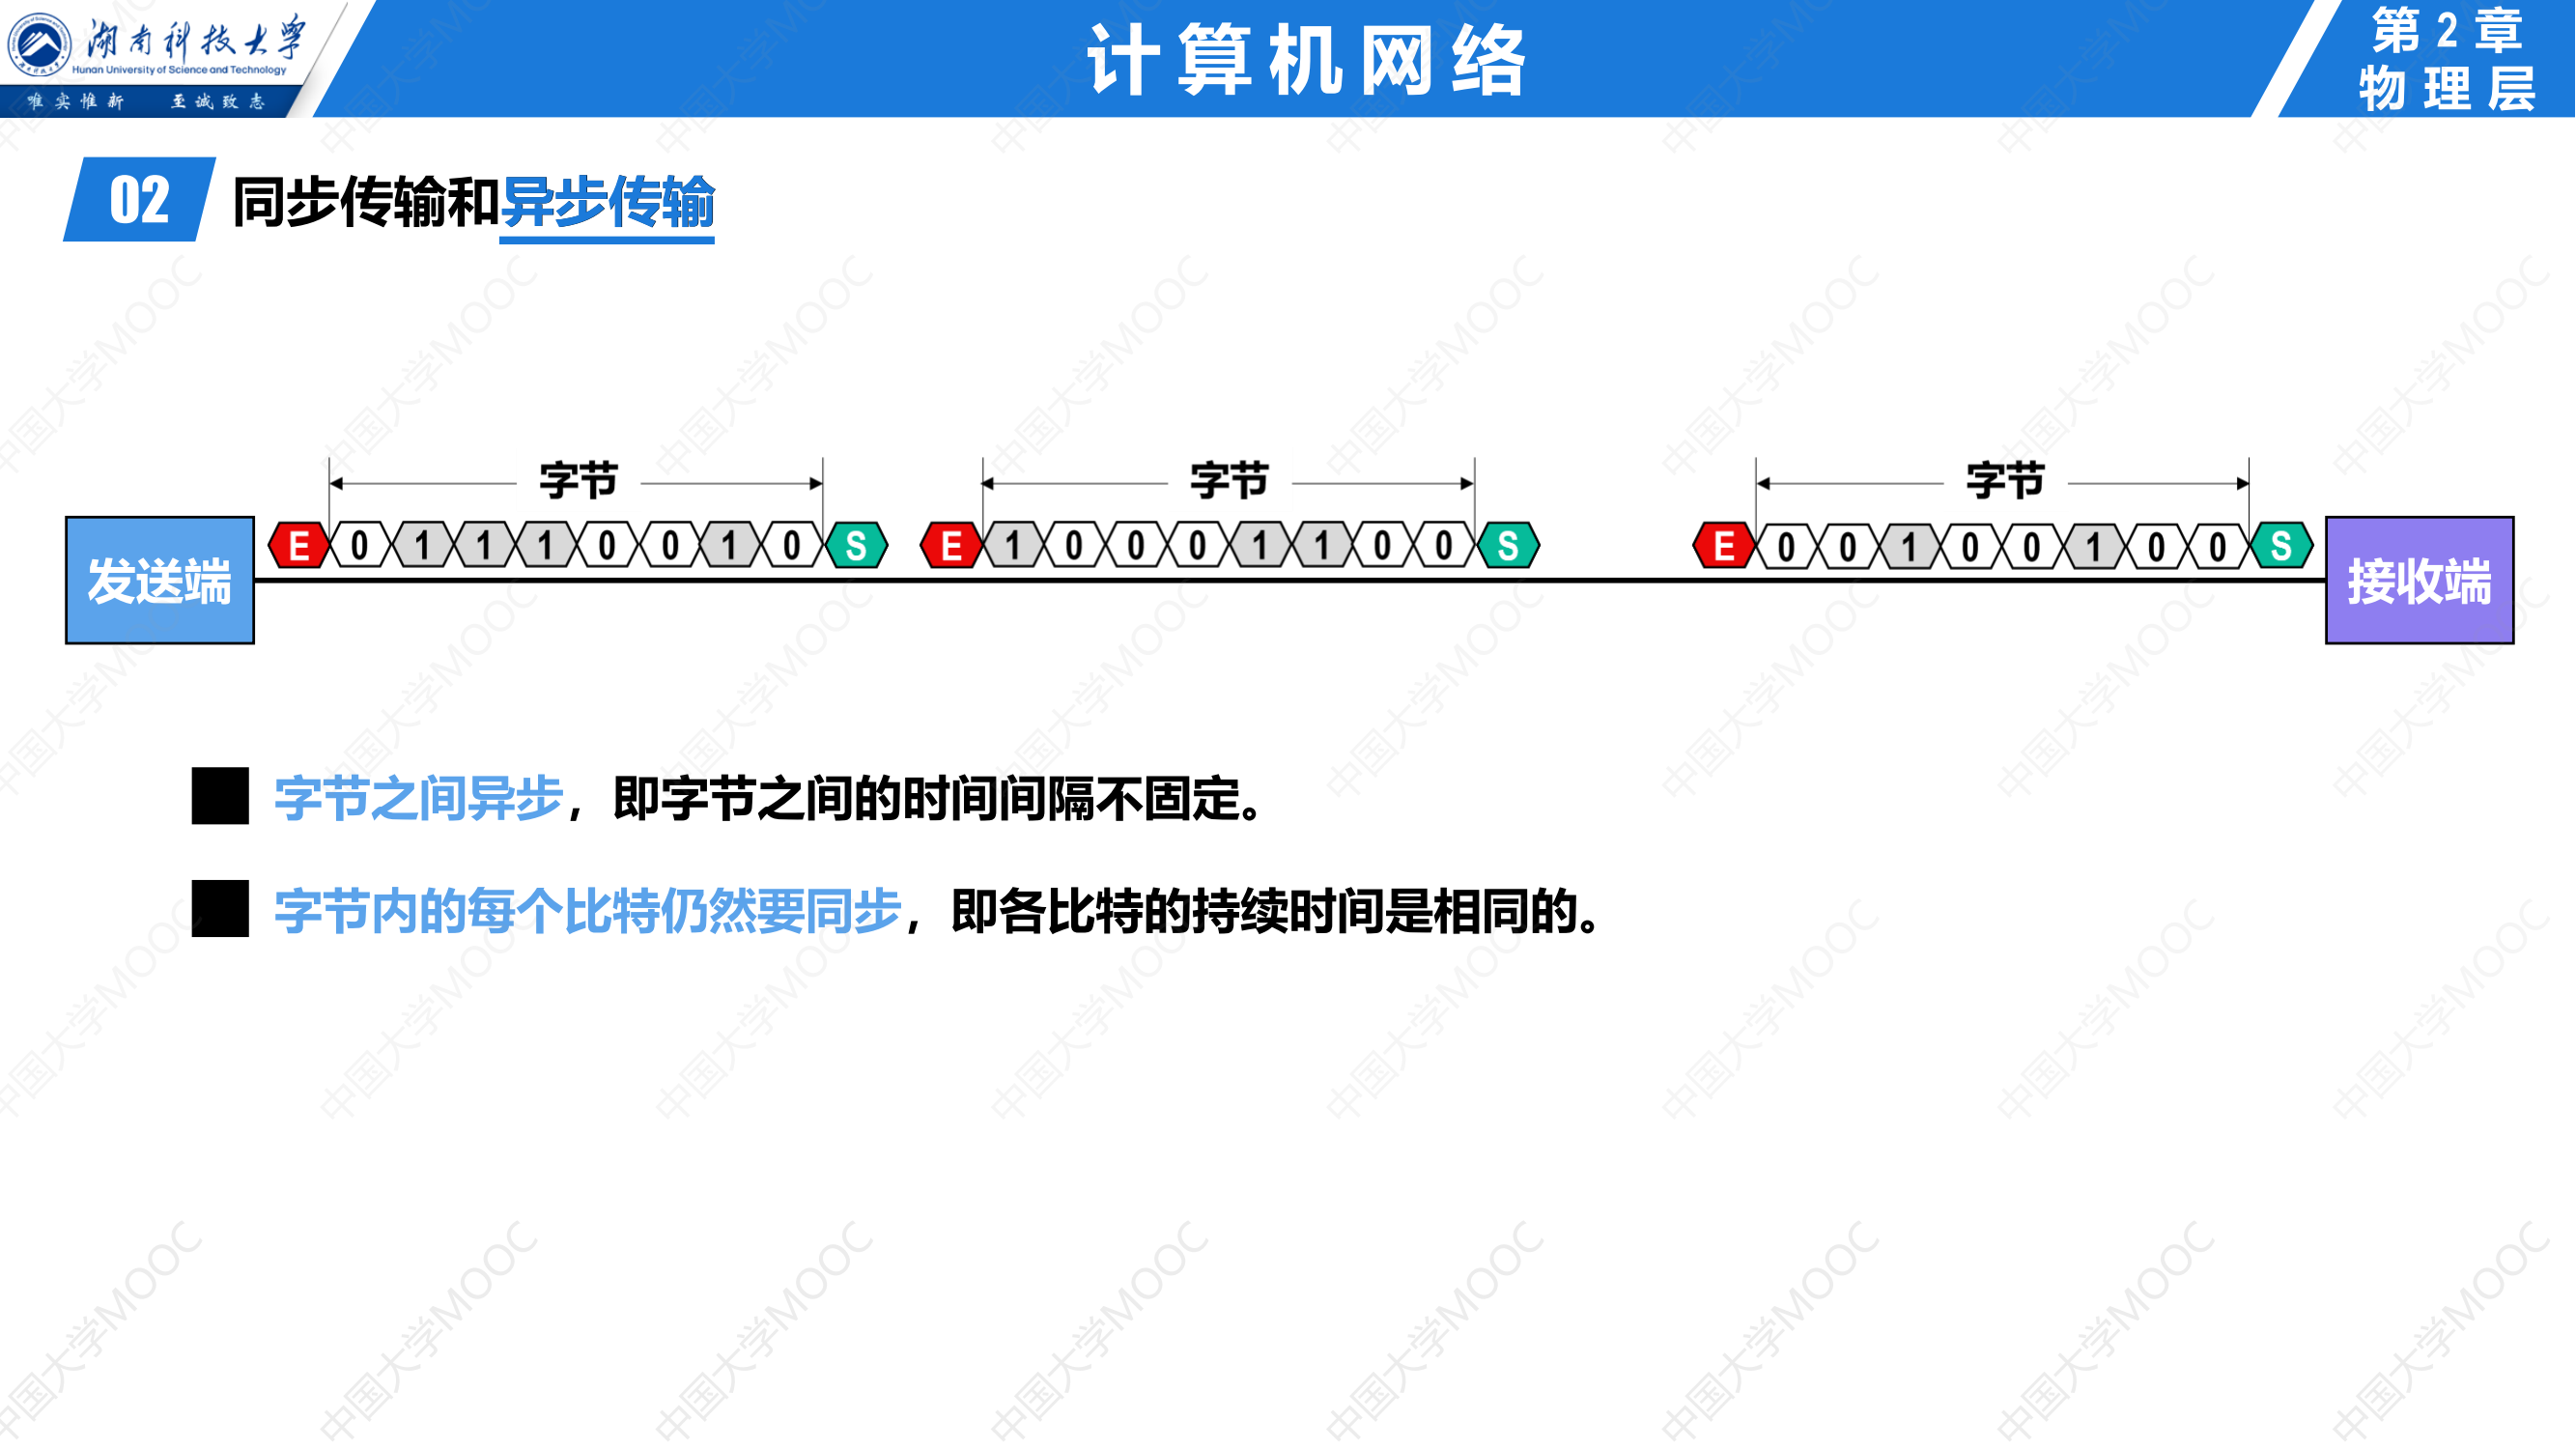 湖南科技大学
Hunan University of Science and Technology
唯实惟新 至诚致志
计算机网络
第2章
物理层
02 同步传输和异步传输
字节 字节 字节
发送端 E 0 1 1 1 0 0 1 0 S E 1 0 0 0 1 1 0 0 S E 0 0 1 0 0 1 0 0 S 接收端
字节之间异步，即字节之间的时间间隔不固定。
字节内的每个比特仍然要同步，即各比特的持续时间是相同的。
中国大学MOOC